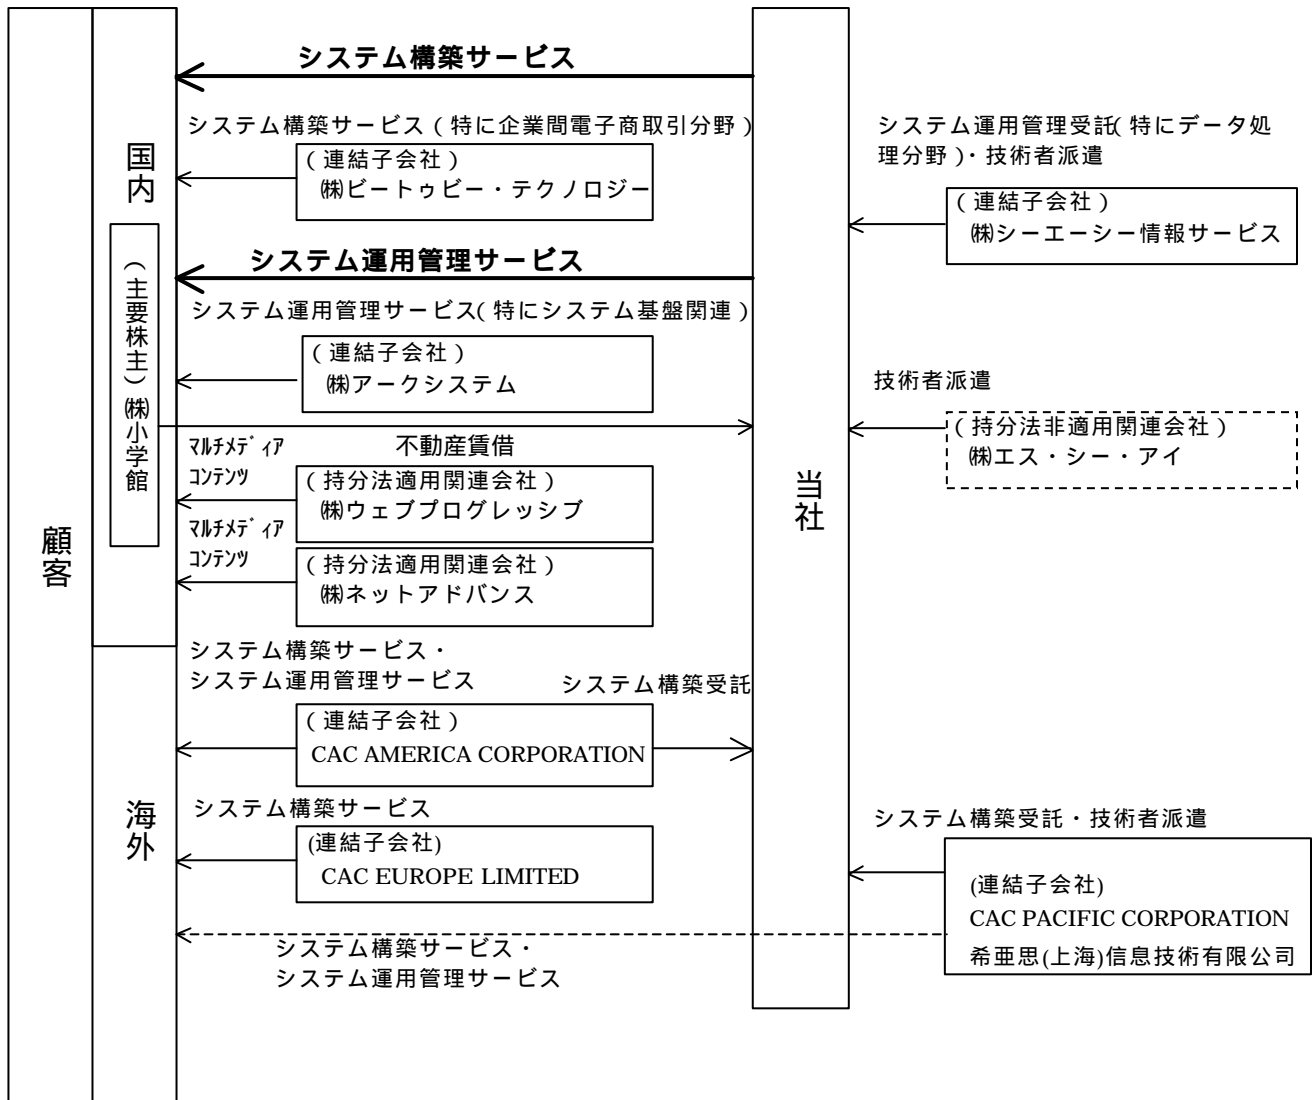 システム構築サービス
システム構築サービス(特に企業間電子商取引分野)
(連結子会社)
㈱ビートゥビー・テクノロジー
システム運用管理サービス
システム運用管理サービス(特にシステム基盤関連)
(連結子会社)
㈱アークシステム
不動産賃借
ﾏﾙﾁﾒﾃﾞｨｱ
ｺﾝﾃﾝﾂ
(持分法適用関連会社)
㈱ウェブプログレッシブ
ﾏﾙﾁﾒﾃﾞｨｱ
ｺﾝﾃﾝﾂ
(持分法適用関連会社)
㈱ネットアドバンス
システム構築サービス・
システム運用管理サービス
システム構築受託
(連結子会社)
CAC AMERICA CORPORATION
システム構築サービス
(連結子会社)
CAC EUROPE LIMITED
システム構築サービス・
システム運用管理サービス
顧客
国内
(主要株主)㈱小学館
海外
当社
システム運用管理受託(特にデータ処
理分野)・技術者派遣
(連結子会社)
㈱シーエーシー情報サービス
技術者派遣
(持分法非適用関連会社)
㈱エス・シー・アイ
システム構築受託・技術者派遣
(連結子会社)
CAC PACIFIC CORPORATION
希亜思(上海)信息技術有限公司